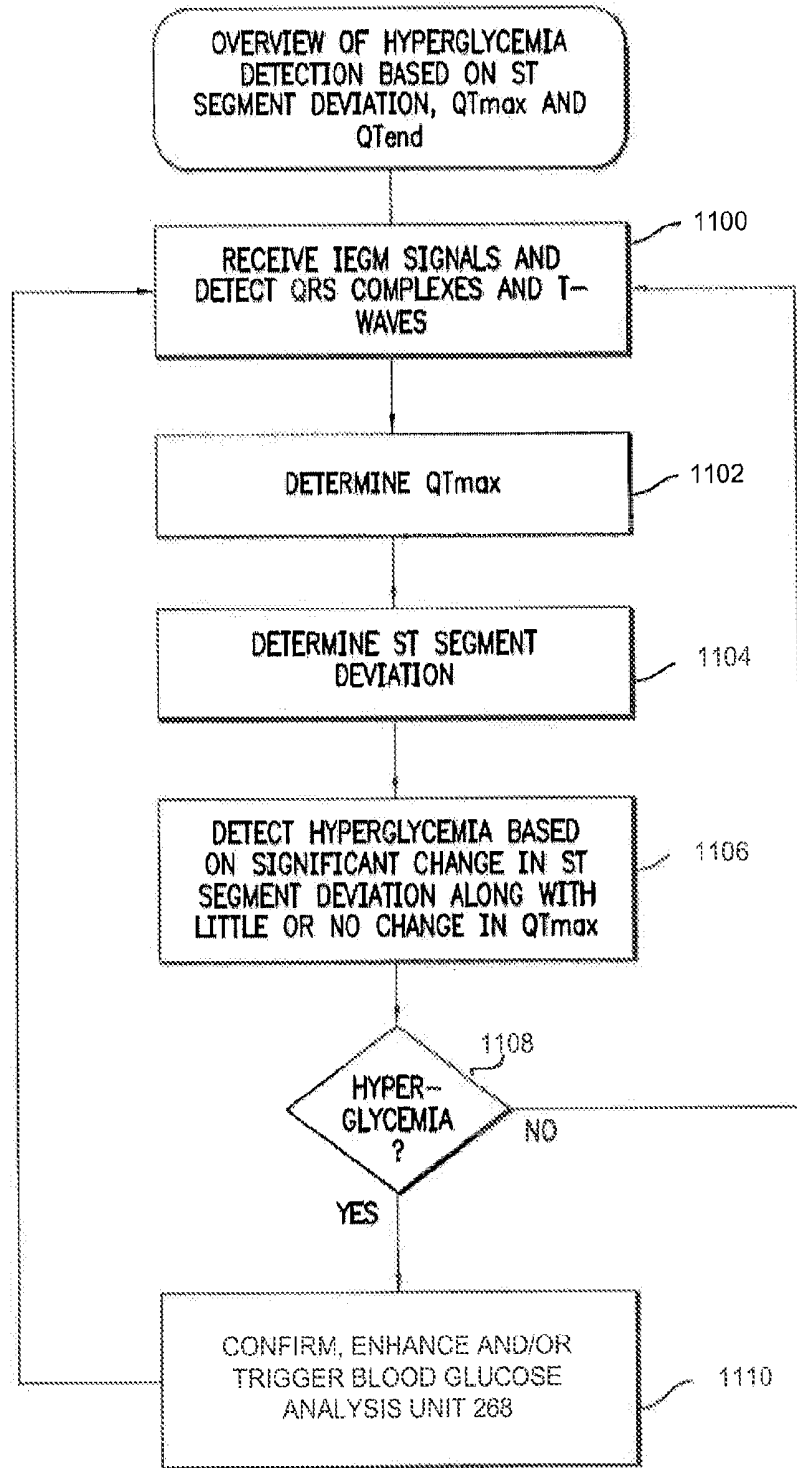 OVERVIEW OF HYPERGLYCEMIA
DETECTION BASED ON ST
SEGMENT DEVIATION, QTmax AND
QTend
1100
RECEIVE IEGM SIGNALS AND
DETECT QRS COMPLEXES AND T-
WAVES
DETERMINE QTmax
1102
DETERMINE ST SEGMENT
DEVIATION
1104
DETECT HYPERGLYCEMIA BASED
ON SIGNIFICANT CHANGE IN ST
SEGMENT DEVIATION ALONG WITH
LITTLE OR NO CHANGE IN QTmax
1106
1108
HYPER-
GLYCEMIA
?
NO
YES
CONFIRM, ENHANCE AND/OR
TRIGGER BLOOD GLUCOSE
ANALYSIS UNIT 268
1110